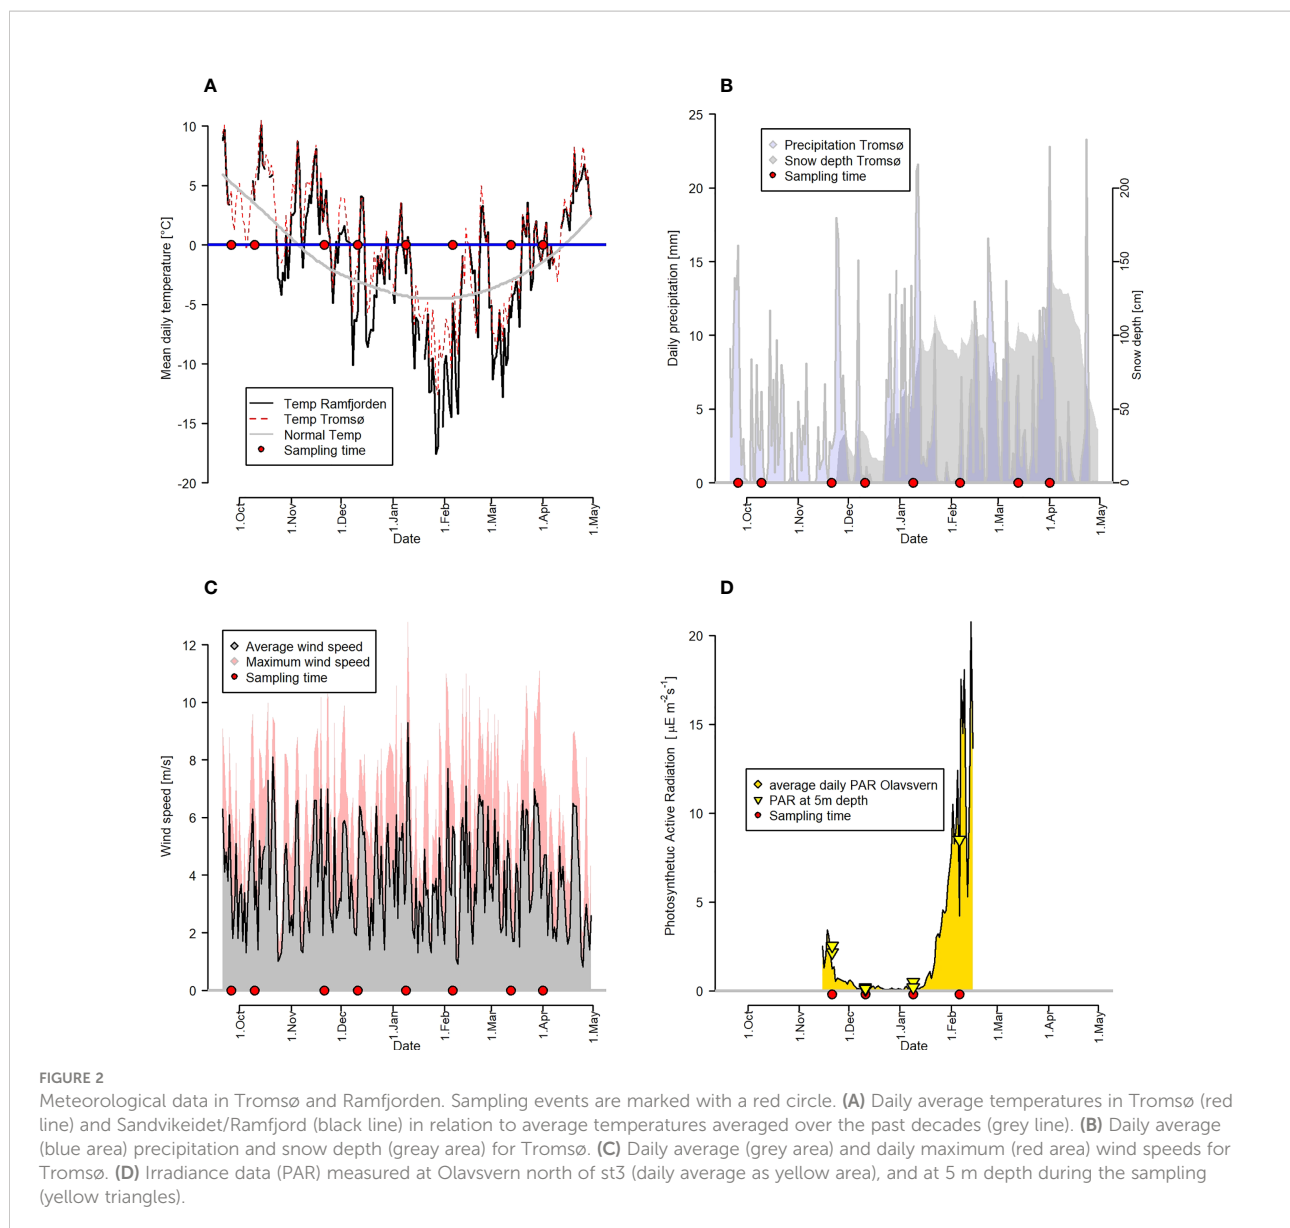 A
10
5
0
-5
-10
-15
-20
Mean daily temperature [°C]
Temp Ramfjorden
Temp Tromsø
Normal Temp
Sampling time
1.Oct
1.Nov
1.Dec
1.Jan
1.Feb
1.Mar
1.Apr
1.May
Date
B
25
20
15
10
5
0
Daily precipitation [mm]
Precipitation Tromsø
Snow depth Tromsø
Sampling time
200
150
100
50
0
Snow depth [cm]
1.Oct
1.Nov
1.Dec
1.Jan
1.Feb
1.Mar
1.Apr
1.May
Date
C
12
10
8
6
4
2
0
Wind speed [m/s]
Average wind speed
Maximum wind speed
Sampling time
1.Oct
1.Nov
1.Dec
1.Jan
1.Feb
1.Mar
1.Apr
1.May
Date
D
20
15
10
5
0
Photosynthetuc Active Radiation [ µE m⁻²s⁻¹]
average daily PAR Olavsvern
PAR at 5m depth
Sampling time
1.Oct
1.Nov
1.Dec
1.Jan
1.Feb
1.Mar
1.Apr
1.May
Date
FIGURE 2
Meteorological data in Tromsø and Ramfjorden. Sampling events are marked with a red circle. (A) Daily average temperatures in Tromsø (red
line) and Sandvikeidet/Ramfjord (black line) in relation to average temperatures averaged over the past decades (grey line). (B) Daily average
(blue area) precipitation and snow depth (greay area) for Tromsø. (C) Daily average (grey area) and daily maximum (red area) wind speeds for
Tromsø. (D) Irradiance data (PAR) measured at Olavsvern north of st3 (daily average as yellow area), and at 5 m depth during the sampling
(yellow triangles).